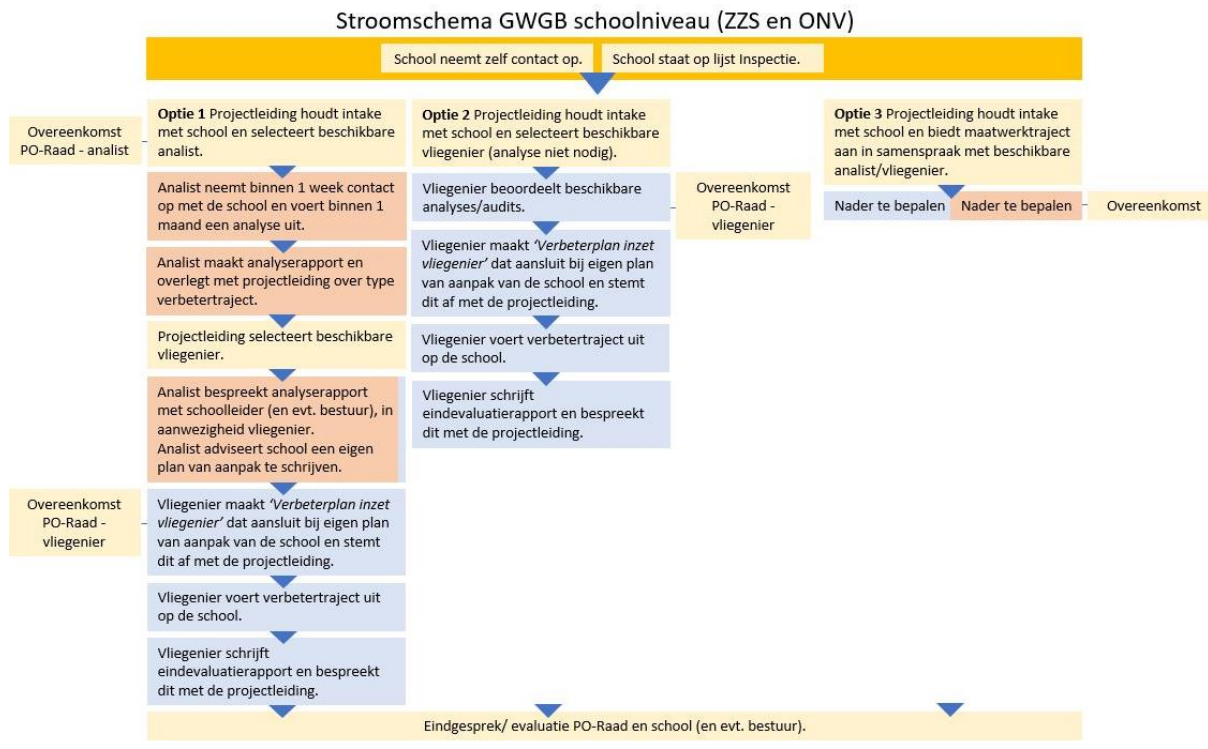 Stroomschema GWGB schoolniveau (ZZS en ONV)
School neemt zelf contact op.
School staat op lijst Inspectie.
Overeenkomst
PO-Raad - analist
Optie 1 Projectleiding houdt intake
met school en selecteert beschikbare
analist.
Analist neemt binnen 1 week contact
op met de school en voert binnen 1
maand een analyse uit.
Analist maakt analyserapport en
overlegt met projectleiding over type
verbetertraject.
Projectleiding selecteert beschikbare
vliegenier.
Analist bespreekt analyserapport
met schoolleider (en evt. bestuur), in
aanwezigheid vliegenier.
Analist adviseert school een eigen
plan van aanpak te schrijven.
Overeenkomst
PO-Raad -
vliegenier
Vliegenier maakt ‘Verbeterplan inzet
vliegenier’ dat aansluit bij eigen plan
van aanpak van de school en stemt
dit af met de projectleiding.
Vliegenier voert verbetertraject uit
op de school.
Vliegenier schrijft
eindevaluatierapport en bespreekt
dit met de projectleiding.
Optie 2 Projectleiding houdt intake
met school en selecteert beschikbare
vliegenier (analyse niet nodig).
Vliegenier beoordeelt beschikbare
analyses/audits.
Overeenkomst
PO-Raad -
vliegenier
Vliegenier maakt ‘Verbeterplan inzet
vliegenier’ dat aansluit bij eigen plan
van aanpak van de school en stemt
dit af met de projectleiding.
Vliegenier voert verbetertraject uit
op de school.
Vliegenier schrijft
eindevaluatierapport en bespreekt
dit met de projectleiding.
Optie 3 Projectleiding houdt intake
met school en biedt maatwerktraject
aan in samenspraak met beschikbare
analist/vliegenier.
Nader te bepalen
Nader te bepalen
Overeenkomst
Eindgesprek/ evaluatie PO-Raad en school (en evt. bestuur).